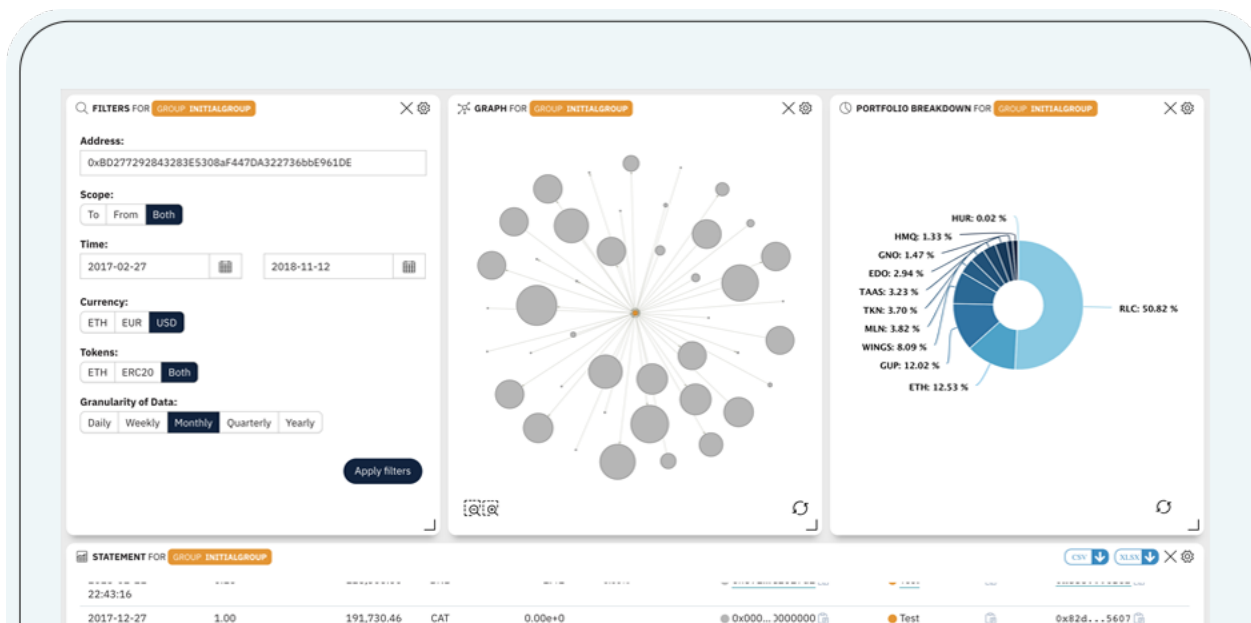 FILTERS FOR GROUP INITIALGROUP
Address:
0xBD277292843283E5308aF447DA322736bbE961DE
Scope:
To From Both
Time:
2017-02-27 2018-11-12
Currency:
ETH EUR USD
Tokens:
ETH ERC20 Both
Granularity of Data:
Daily Weekly Monthly Quarterly Yearly
Apply filters
GRAPH FOR GROUP INITIALGROUP
PORTFOLIO BREAKDOWN FOR GROUP INITIALGROUP
HUR: 0.02 %
HMQ: 1.33 %
GNO: 1.47 %
EDO: 2.94 %
TAAS: 3.23 %
TKN: 3.70 %
MLN: 3.82 %
WINGS: 8.09 %
GUP: 12.02 %
ETH: 12.53 %
RLC: 50.82 %
STATEMENT FOR GROUP INITIALGROUP
CSV XLSX
22:43:16
2017-12-27 1.00 191,730.46 CAT 0.00e+0 0x000...0000000 Test 0x82d...5607